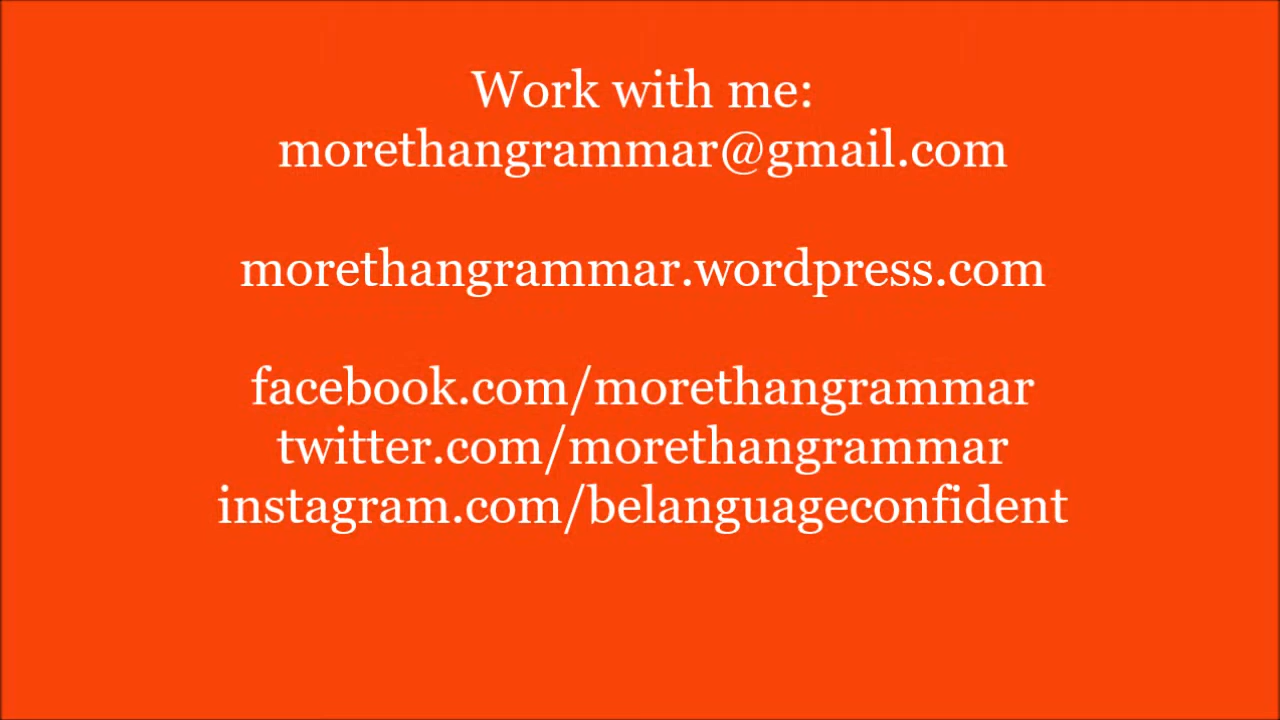 Work with me:
morethangrammar@gmail.com
morethangrammar.wordpress.com
facebook.com/morethangrammar
twitter.com/morethangrammar
instagram.com/belanguageconfident